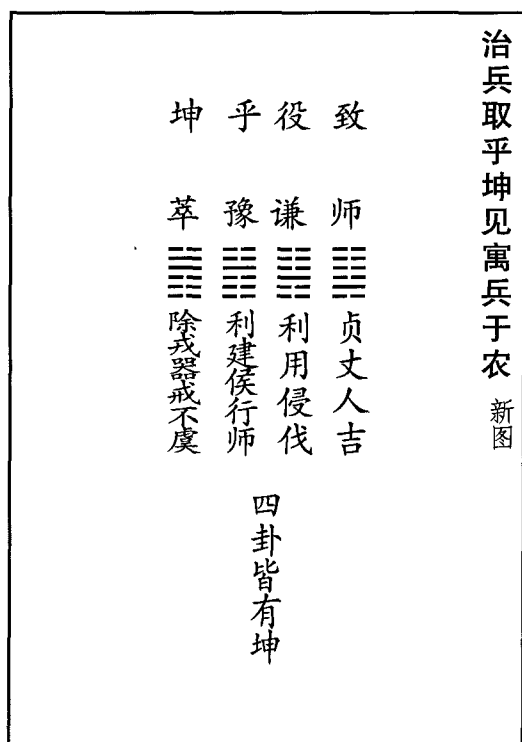 治兵取乎坤见寓兵于农 新图
致役乎坤
师 贞丈人吉
谦 利用侵伐
豫 利建侯行师
萃 除戎器戒不虞
四卦皆有坤